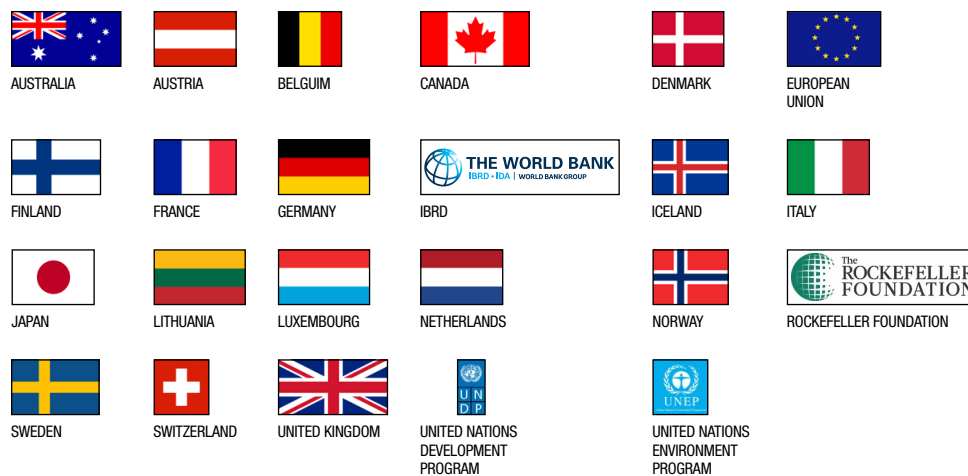 AUSTRALIA
AUSTRIA
BELGUIM
CANADA
DENMARK
EUROPEAN
UNION
THE WORLD BANK
IBRD • IDA | WORLD BANK GROUP
FINLAND
FRANCE
GERMANY
IBRD
ICELAND
ITALY
The
ROCKEFELLER
FOUNDATION
JAPAN
LITHUANIA
LUXEMBOURG
NETHERLANDS
NORWAY
ROCKEFELLER FOUNDATION
U N
D P
UNEP
SWEDEN
SWITZERLAND
UNITED KINGDOM
UNITED NATIONS
DEVELOPMENT
PROGRAM
UNITED NATIONS
ENVIRONMENT
PROGRAM